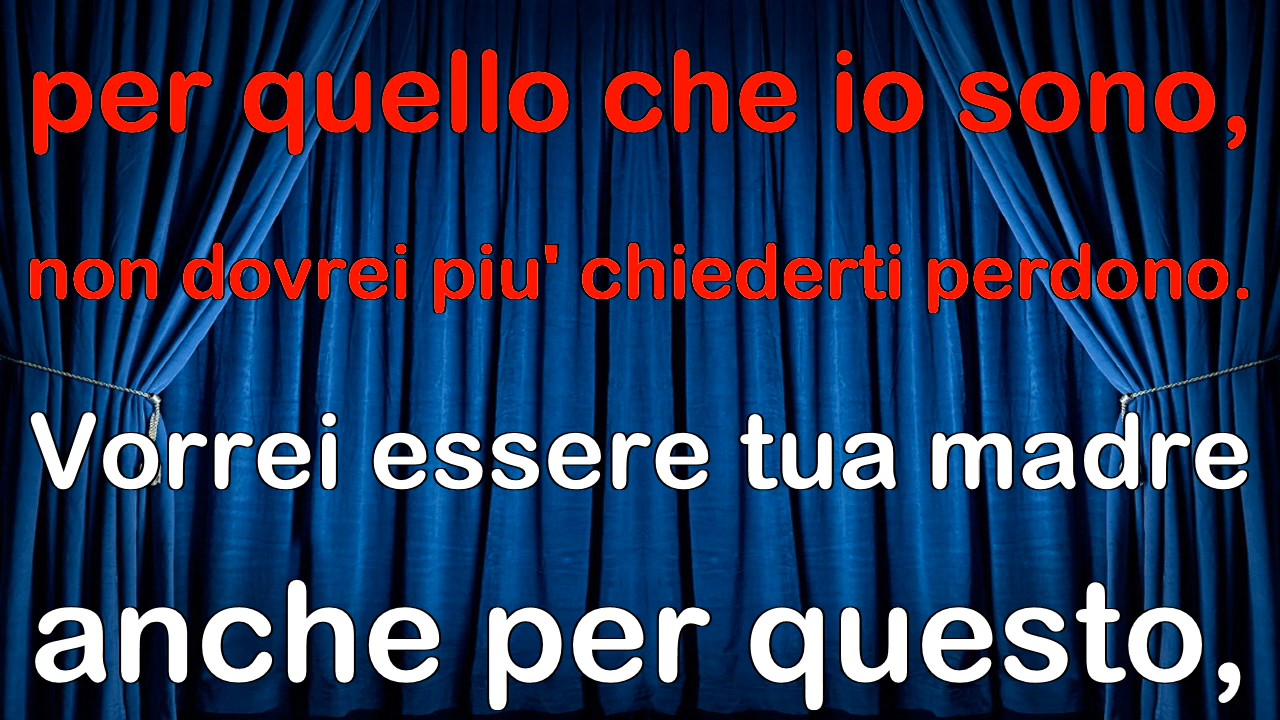 per quello che io sono,
non dovrei piu' chiederti perdono.
Vorrei essere tua madre
anche per questo,